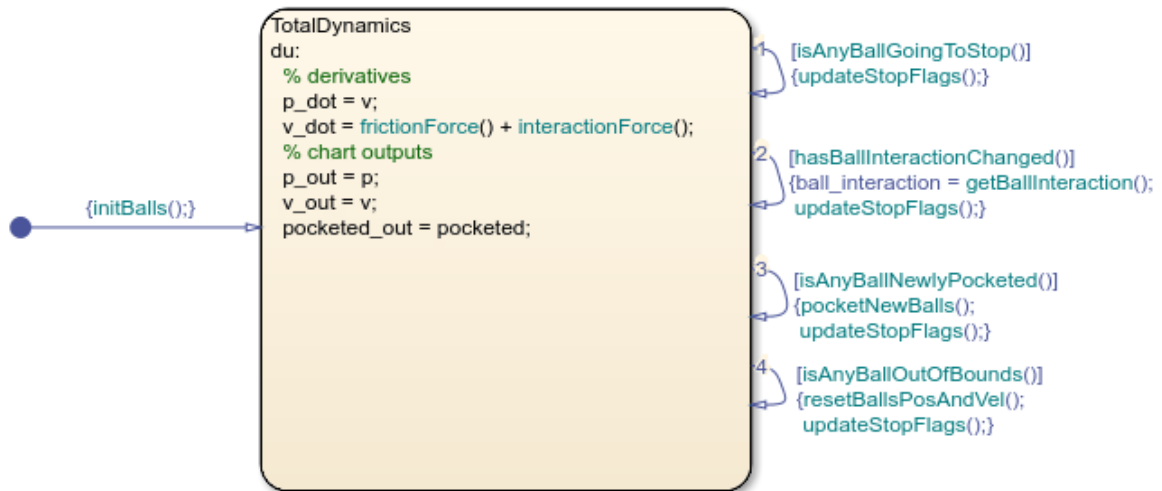 TotalDynamics
du:
% derivatives
p_dot = v;
v_dot = frictionForce() + interactionForce();
% chart outputs
p_out = p;
v_out = v;
pocketed_out = pocketed;
{initBalls();}
1
[isAnyBallGoingToStop()]
{updateStopFlags();}
2
[hasBallInteractionChanged()]
{ball_interaction = getBallInteraction();
updateStopFlags();}
3
[isAnyBallNewlyPocketed()]
{pocketNewBalls();
updateStopFlags();}
4
[isAnyBallOutOfBounds()]
{resetBallsPosAndVel();
updateStopFlags();}